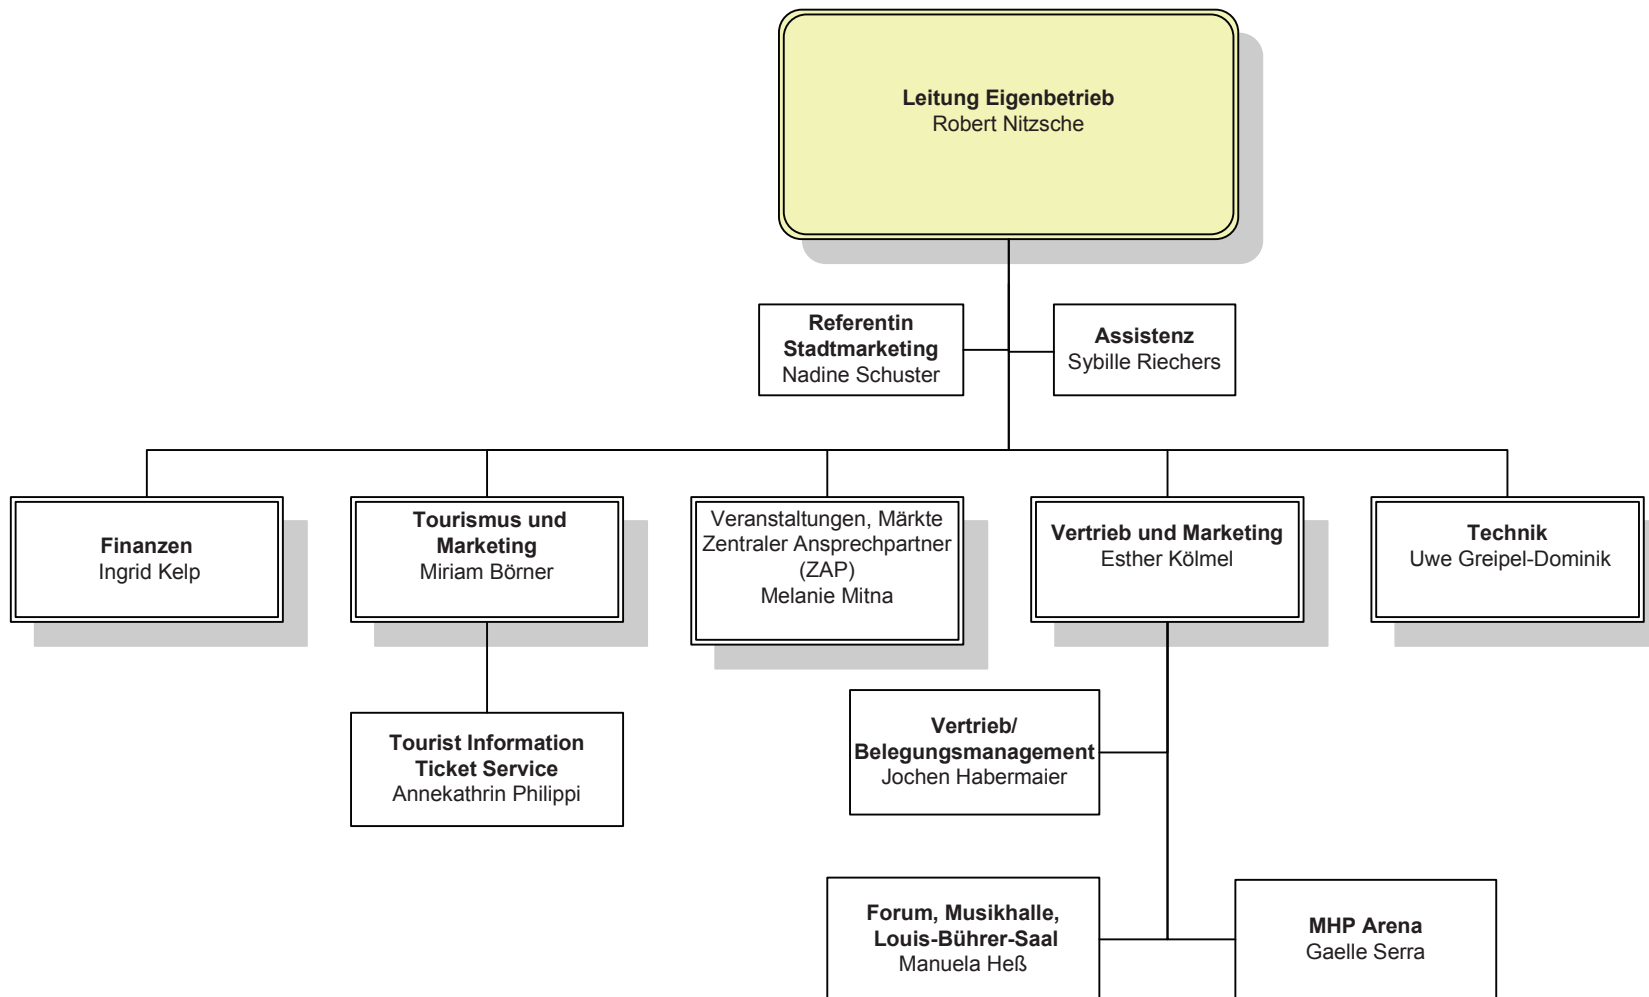 Leitung Eigenbetrieb
Robert Nitzsche
Referentin
Stadtmarketing
Nadine Schuster
Assistenz
Sybille Riechers
Finanzen
Ingrid Kelp
Tourismus und
Marketing
Miriam Börner
Veranstaltungen, Märkte
Zentraler Ansprechpartner
(ZAP)
Melanie Mitna
Vertrieb und Marketing
Esther Kölmel
Technik
Uwe Greipel-Dominik
Tourist Information
Ticket Service
Annekathrin Philippi
Vertrieb/
Belegungsmanagement
Jochen Habermaier
Forum, Musikhalle,
Louis-Bührer-Saal
Manuela Heß
MHP Arena
Gaelle Serra